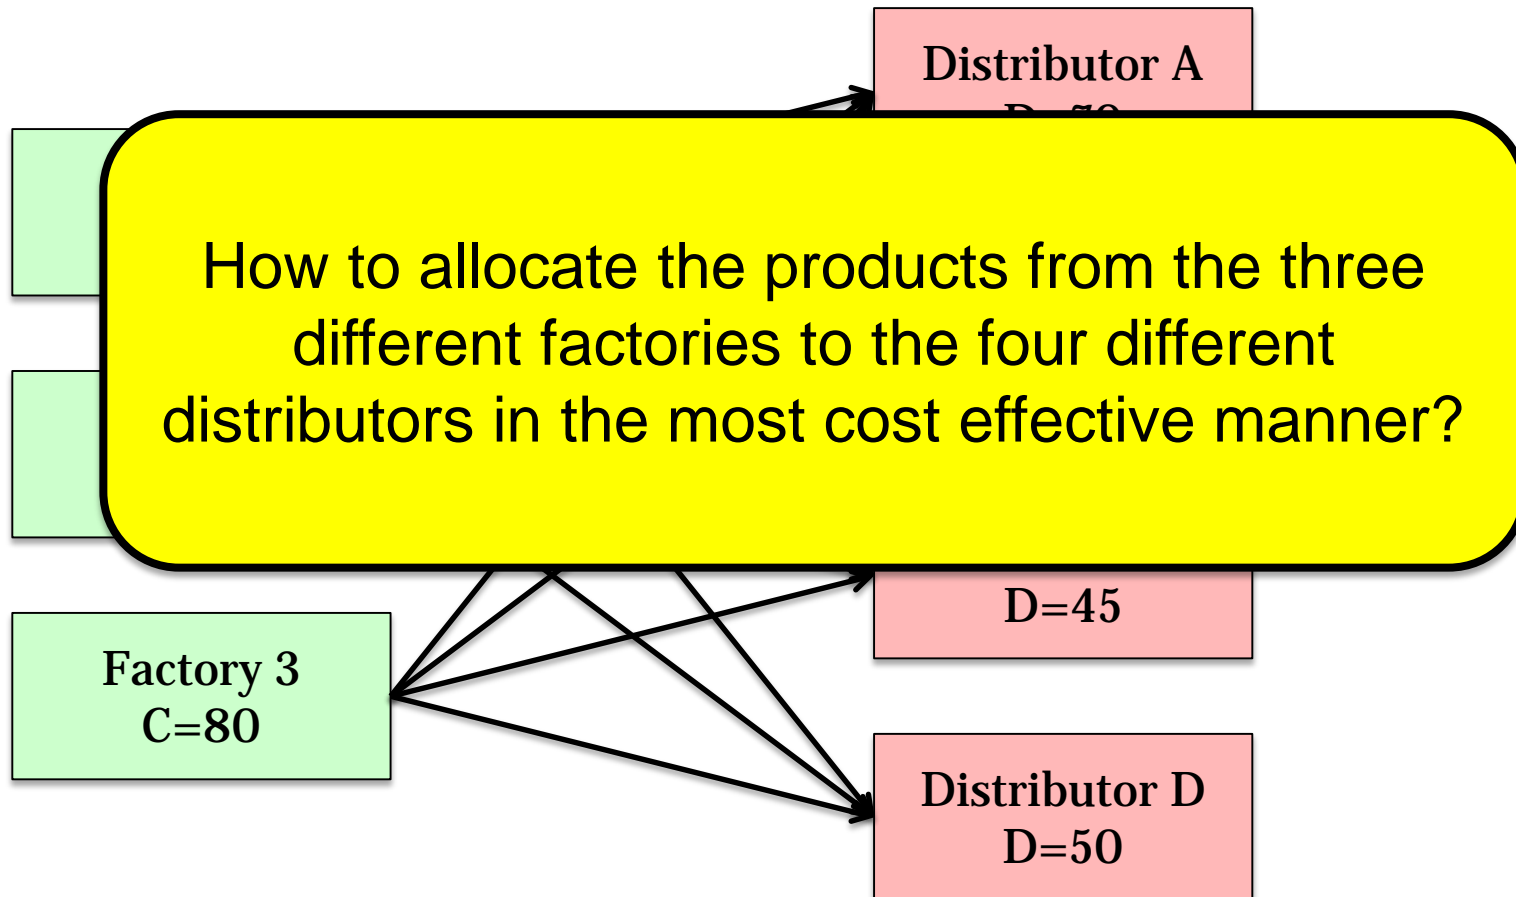 Distributor A
How to allocate the products from the three
different factories to the four different
distributors in the most cost effective manner?
D=45
Factory 3
C=80
Distributor D
D=50